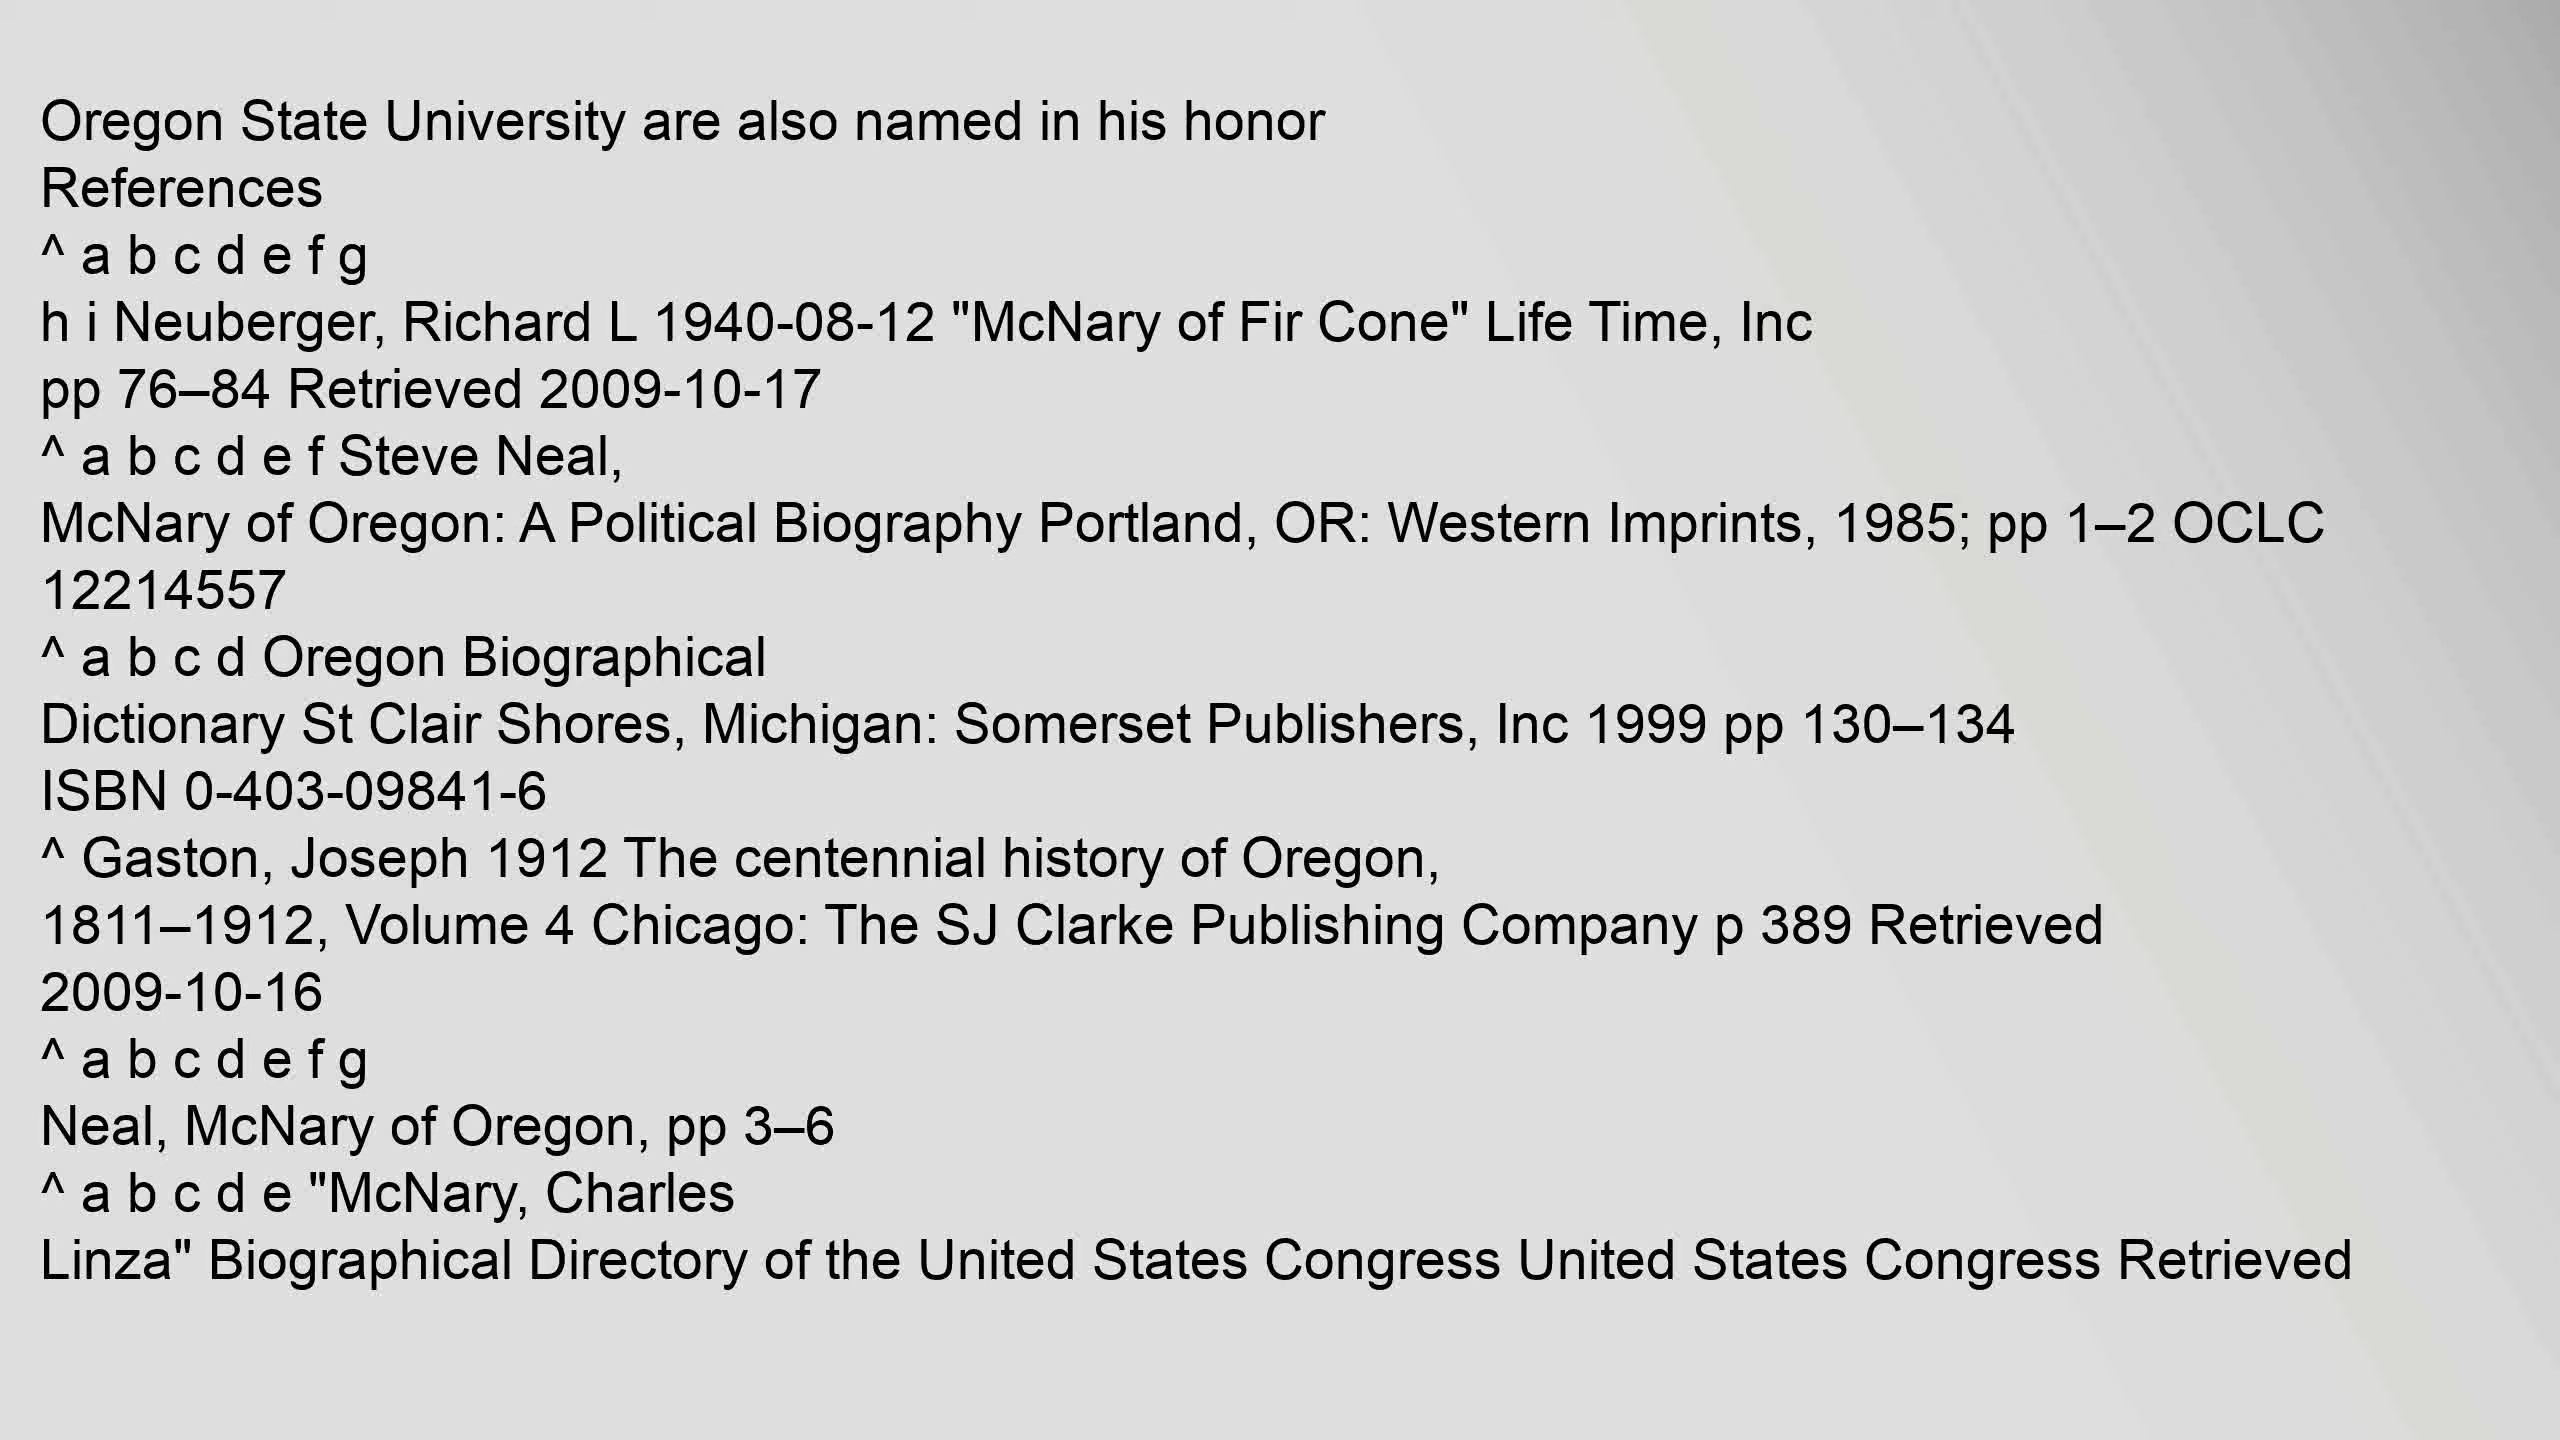 Oregon State University are also named in his honor
References
^ a b c d e f g
h i Neuberger, Richard L 1940-08-12 "McNary of Fir Cone" Life Time, Inc
pp 76–84 Retrieved 2009-10-17
^ a b c d e f Steve Neal,
McNary of Oregon: A Political Biography Portland, OR: Western Imprints, 1985; pp 1–2 OCLC
12214557
^ a b c d Oregon Biographical
Dictionary St Clair Shores, Michigan: Somerset Publishers, Inc 1999 pp 130–134
ISBN 0-403-09841-6
^ Gaston, Joseph 1912 The centennial history of Oregon,
1811–1912, Volume 4 Chicago: The SJ Clarke Publishing Company p 389 Retrieved
2009-10-16
^ a b c d e f g
Neal, McNary of Oregon, pp 3–6
^ a b c d e "McNary, Charles
Linza" Biographical Directory of the United States Congress United States Congress Retrieved